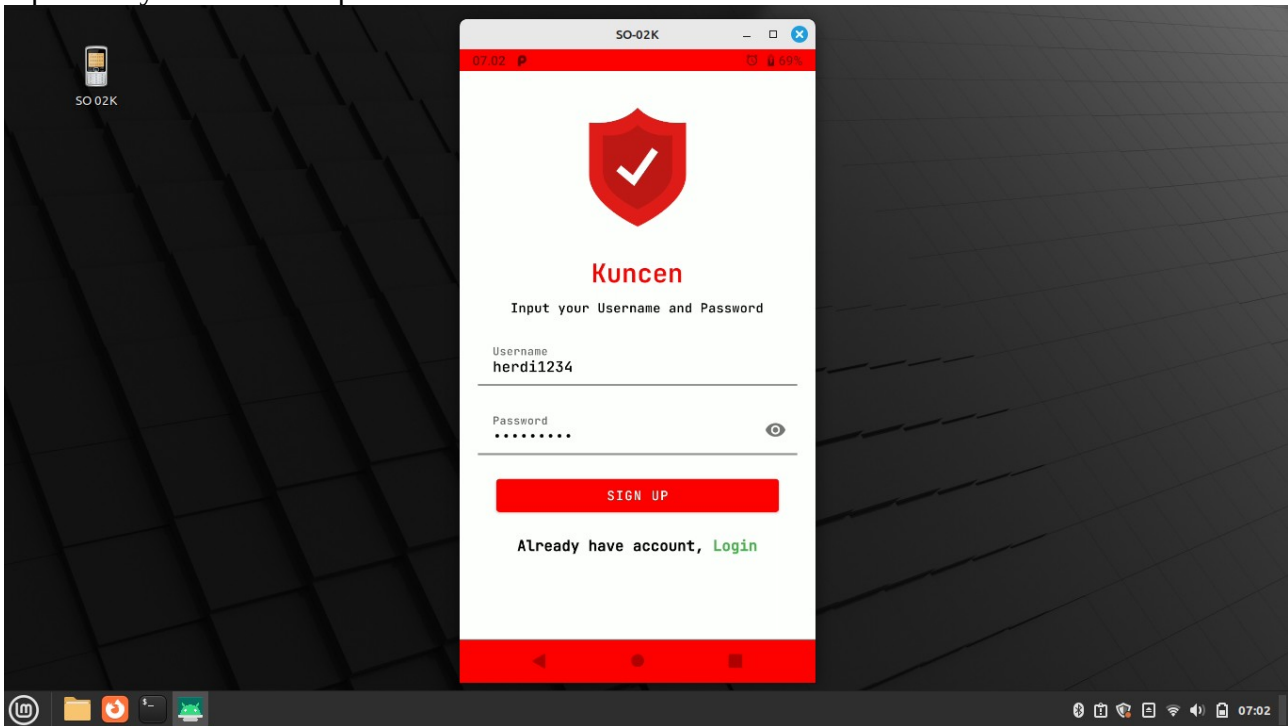 SO-02K
SO 02K
07.02
69%
Kuncen
Input your Username and Password
Username
herdi1234
Password
SIGN UP
Already have account, Login
07:02